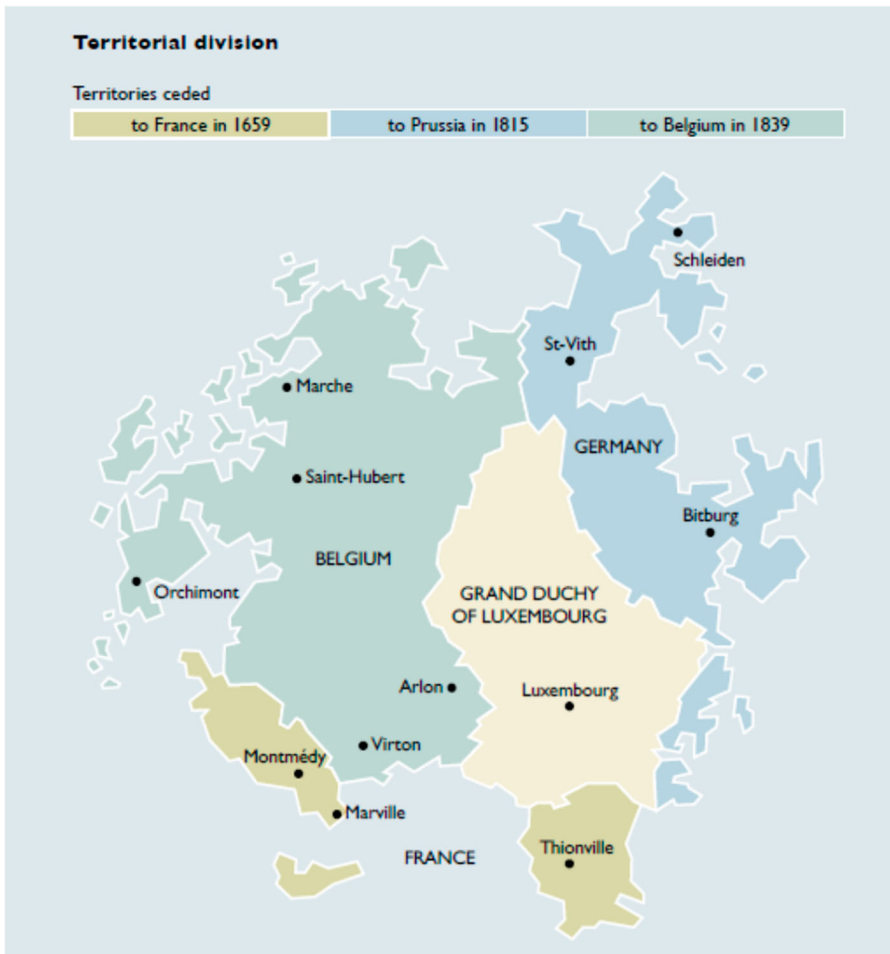 Territorial division
Territories ceded
to France in 1659
to Prussia in 1815
to Belgium in 1839
Schleiden
St-Vith
Marche
GERMANY
Saint-Hubert
Bitburg
BELGIUM
Orchimont
GRAND DUCHY
OF LUXEMBOURG
Arlon
Luxembourg
Virton
Montmédy
Marville
Thionville
FRANCE